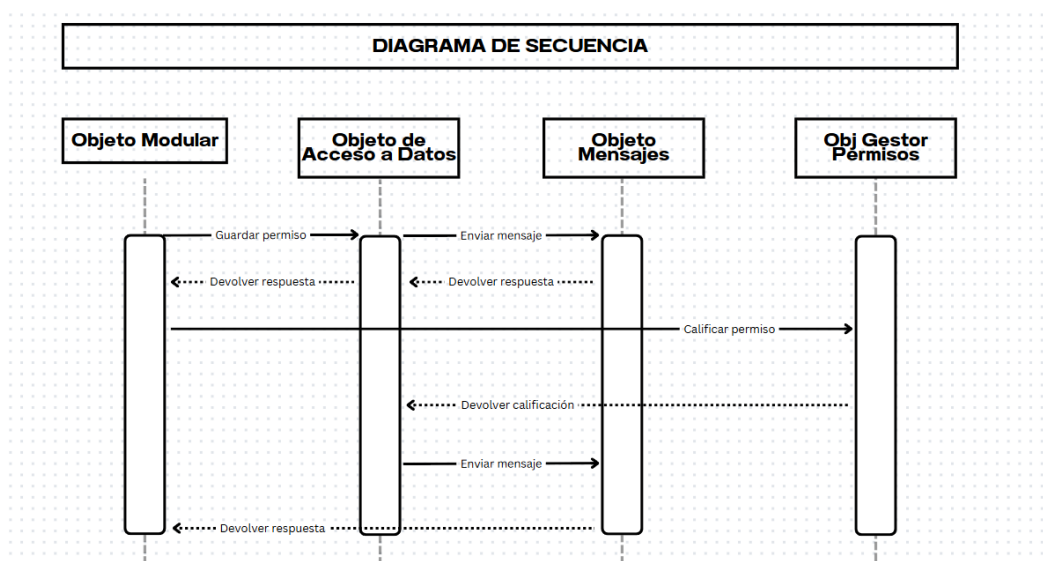 DIAGRAMA DE SECUENCIA
Objeto Modular
Objeto de
Acceso a Datos
Objeto
Mensajes
Obj Gestor
Permisos
Guardar permiso
Enviar mensaje
Devolver respuesta
Devolver respuesta
Calificar permiso
Devolver calificación
Enviar mensaje
Devolver respuesta